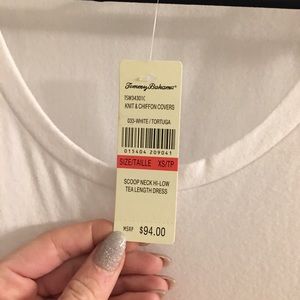 Tommy Bahama
TSW34301C
KNIT & CHIFFON COVERS
033-WHITE/TORTUGA
015404 209041
SIZE/TAILLE XS/TP
SCOOP NECK HI-LOW
TEA LENGTH DRESS
MSRP $94.00